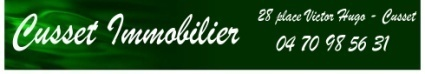 Cusset Immobilier
28 place Victor Hugo - Cusset
04 70 98 56 31